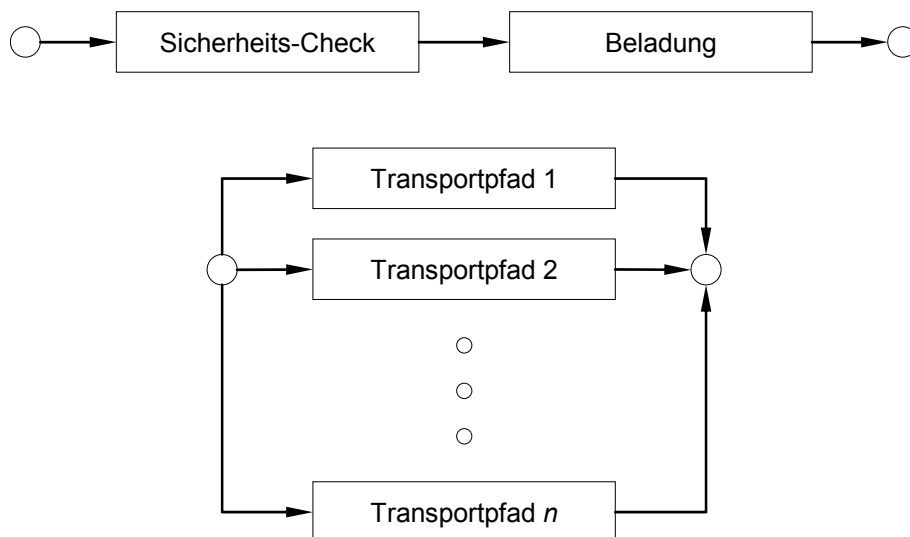 Sicherheits-Check
Beladung
Transportpfad 1
Transportpfad 2
Transportpfad n